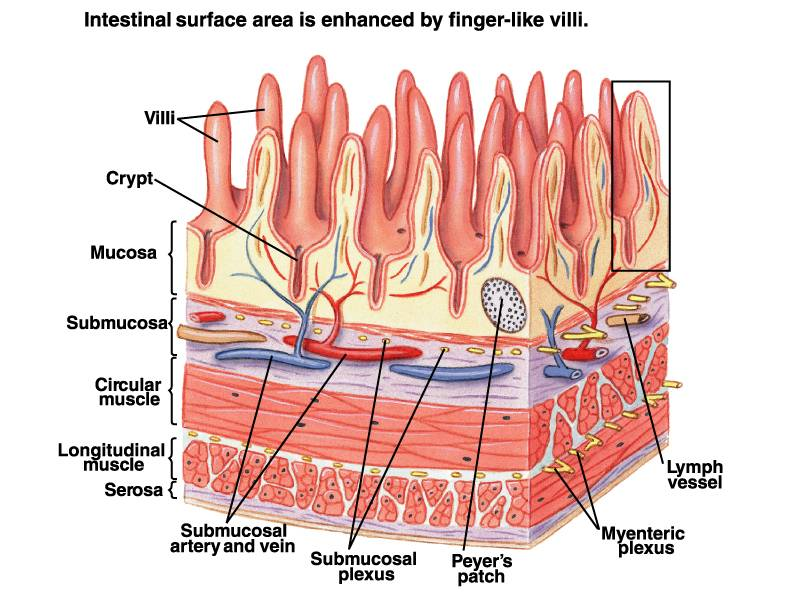 Intestinal surface area is enhanced by finger-like villi.
Villi
Crypt
Mucosa
Submucosa
Circular
muscle
Longitudinal
muscle
Serosa
Submucosal
artery and vein
Submucosal
plexus
Peyer's
patch
Myenteric
plexus
Lymph
vessel